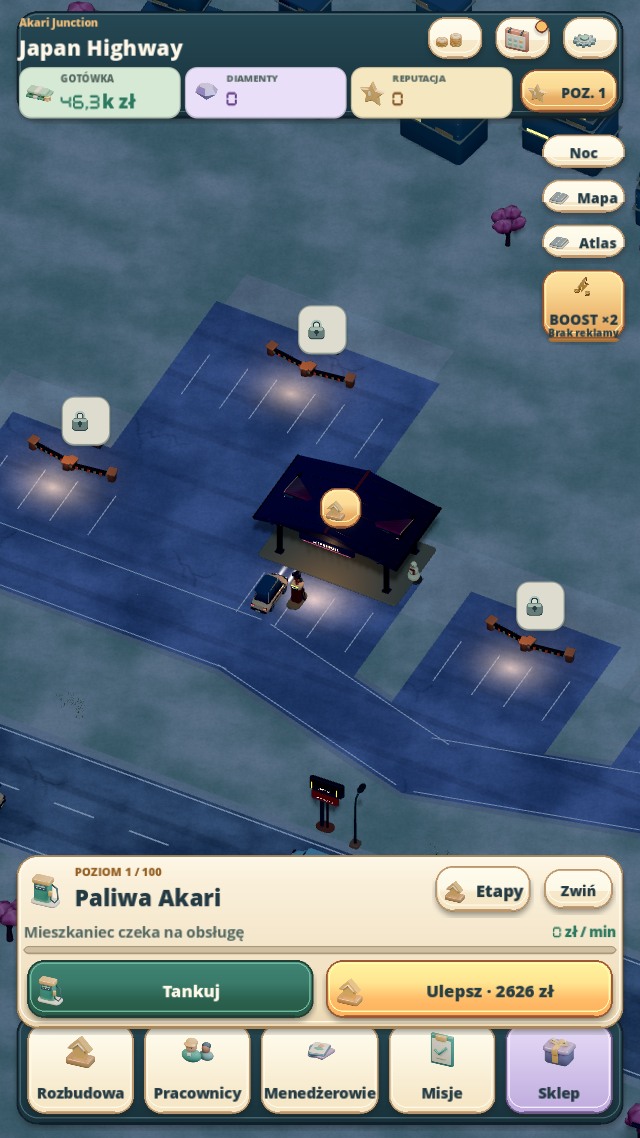 Akari Junction
Japan Highway
GOTÓWKA
46,3k zł
DIAMENTY
0
REPUTACJA
0
POZ. 1
Noc
Mapa
Atlas
BOOST ×2
Brak reklamy
POZIOM 1 / 100
Paliwa Akari
Etapy
Zwiń
Mieszkaniec czeka na obsługę
0 zł / min
Tankuj
Ulepsz · 2626 zł
Rozbudowa
Pracownicy
Menedżerowie
Misje
Sklep